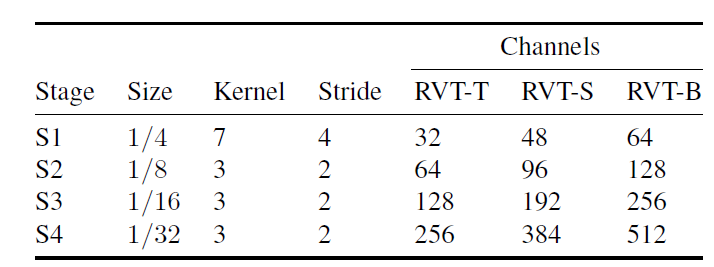 Channels
Stage Size Kernel Stride RVT-T RVT-S RVT-B
S1 1/4 7 4 32 48 64
S2 1/8 3 2 64 96 128
S3 1/16 3 2 128 192 256
S4 1/32 3 2 256 384 512